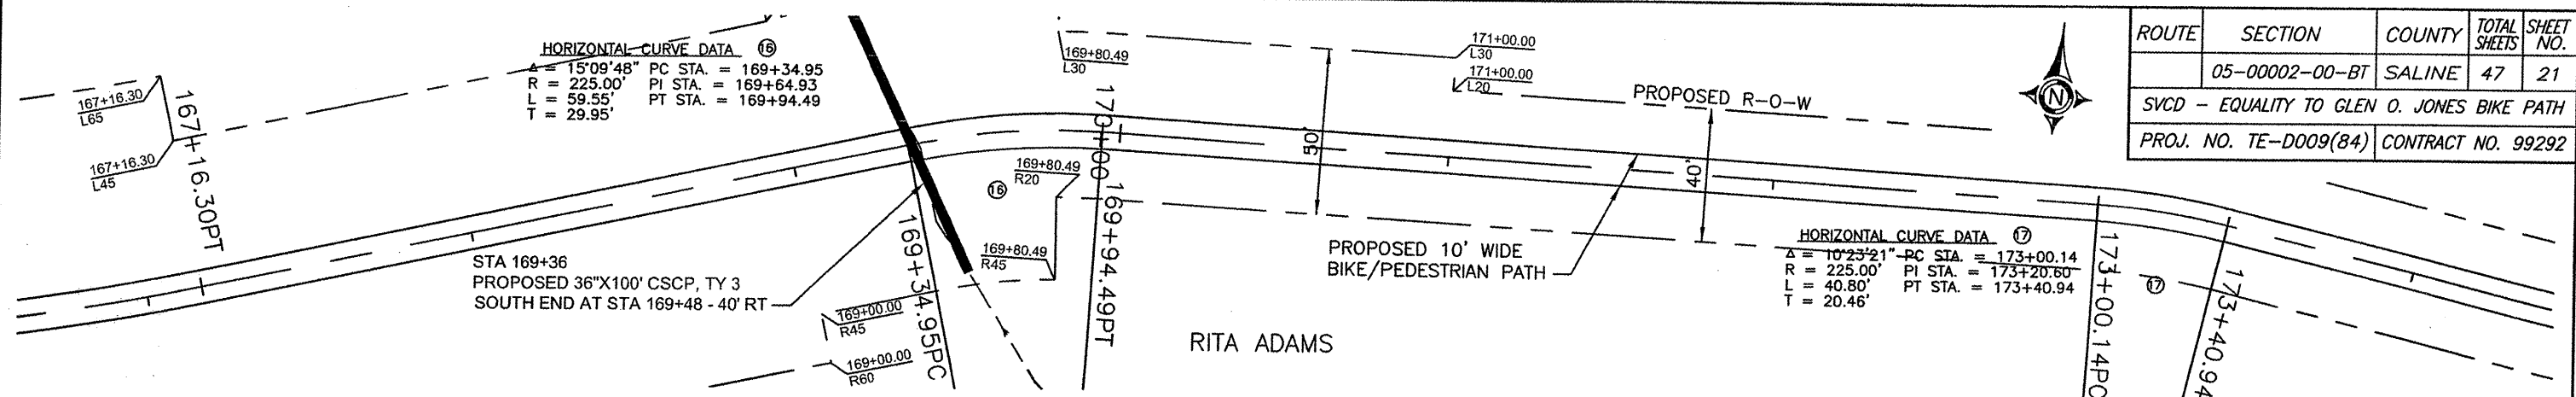 HORIZONTAL CURVE DATA ⑯
Δ = 15°09'48" PC STA. = 169+34.95
R = 225.00' PI STA. = 169+64.93
L = 59.55' PT STA. = 169+94.49
T = 29.95'
167+16.30
L65
167+16.30
L45
167+16.30PT
STA 169+36
PROPOSED 36"X100' CSCP, TY 3
SOUTH END AT STA 169+48 - 40' RT
169+00.00
R45
169+00.00
R60
169+34.95PC
⑯
169+80.49
L30
169+80.49
R20
169+80.49
R45
170+00
169+94.49PT
RITA ADAMS
50'
171+00.00
L30
171+00.00
L20
PROPOSED R-O-W
40'
PROPOSED 10' WIDE
BIKE/PEDESTRIAN PATH
HORIZONTAL CURVE DATA ⑰
Δ = 10°23'21" PC STA. = 173+00.14
R = 225.00' PI STA. = 173+20.60
L = 40.80' PT STA. = 173+40.94
T = 20.46'
173+00.14PC
173+40.94
⑰
N
ROUTE SECTION COUNTY TOTAL SHEETS SHEET NO.
05-00002-00-BT SALINE 47 21
SVCD - EQUALITY TO GLEN O. JONES BIKE PATH
PROJ. NO. TE-D009(84) CONTRACT NO. 99292